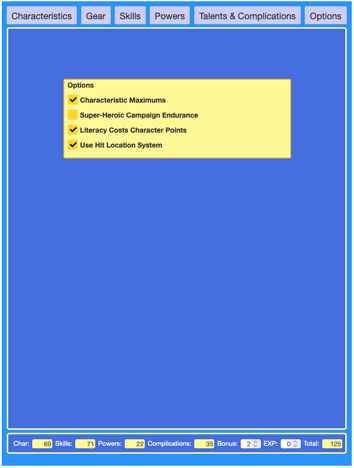 Characteristics Gear Skills Powers Talents & Complications Options
Options
Characteristic Maximums
Super-Heroic Campaign Endurance
Literacy Costs Character Points
Use Hit Location System
Char: 69 Skills: 71 Powers: 22 Complications: 35 Bonus: 2 EXP: 0 Total: 125